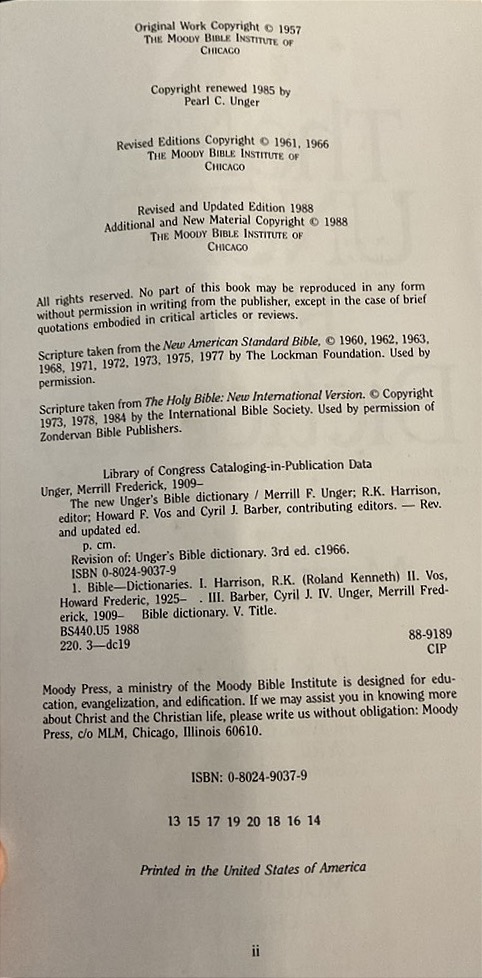 Original Work Copyright © 1957
THE MOODY BIBLE INSTITUTE OF
CHICAGO
Copyright renewed 1985 by
Pearl C. Unger
Revised Editions Copyright © 1961, 1966
THE MOODY BIBLE INSTITUTE OF
CHICAGO
Revised and Updated Edition 1988
Additional and New Material Copyright © 1988
THE MOODY BIBLE INSTITUTE OF
CHICAGO
All rights reserved. No part of this book may be reproduced in any form
without permission in writing from the publisher, except in the case of brief
quotations embodied in critical articles or reviews.
Scripture taken from the New American Standard Bible, © 1960, 1962, 1963,
1968, 1971, 1972, 1973, 1975, 1977 by The Lockman Foundation. Used by
permission.
Scripture taken from The Holy Bible: New International Version. © Copyright
1973, 1978, 1984 by the International Bible Society. Used by permission of
Zondervan Bible Publishers.
Library of Congress Cataloging-in-Publication Data
Unger, Merrill Frederick, 1909–
The new Unger's Bible dictionary / Merrill F. Unger; R.K. Harrison,
editor; Howard F. Vos and Cyril J. Barber, contributing editors. — Rev.
and updated ed.
p. cm.
Revision of: Unger's Bible dictionary. 3rd ed. c1966.
ISBN 0-8024-9037-9
1. Bible—Dictionaries. I. Harrison, R.K. (Roland Kenneth) II. Vos,
Howard Frederic, 1925– . III. Barber, Cyril J. IV. Unger, Merrill Fred-
erick, 1909– Bible dictionary. V. Title.
BS440.U5 1988
220. 3—dc19
88-9189
CIP
Moody Press, a ministry of the Moody Bible Institute is designed for edu-
cation, evangelization, and edification. If we may assist you in knowing more
about Christ and the Christian life, please write us without obligation: Moody
Press, c/o MLM, Chicago, Illinois 60610.
ISBN: 0-8024-9037-9
13 15 17 19 20 18 16 14
Printed in the United States of America
ii